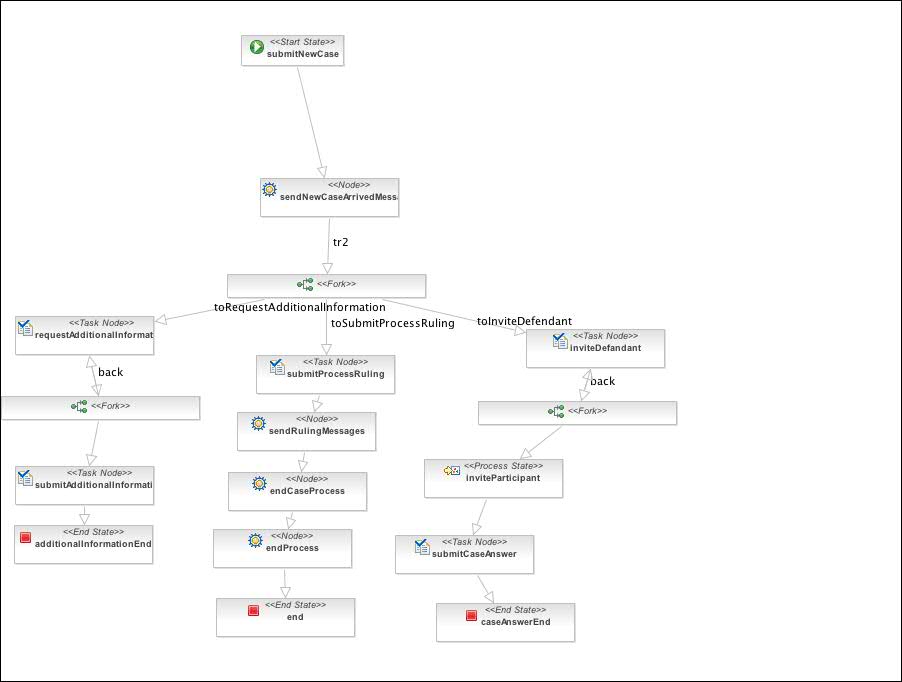 <<Start State>>
submitNewCase
<<Node>>
sendNewCaseArrivedMess
tr2
<<Fork>>
toRequestAdditionalInformation
toSubmitProcessRuling
toInviteDefendant
<<Task Node>>
requestAdditionalInformat
<<Task Node>>
inviteDefandant
<<Task Node>>
submitProcessRuling
back
back
<<Fork>>
<<Fork>>
<<Node>>
sendRulingMessages
<<Process State>>
inviteParticipant
<<Task Node>>
submitAdditionalInformati
<<Node>>
endCaseProcess
<<End State>>
additionalInformationEnd
<<Node>>
endProcess
<<Task Node>>
submitCaseAnswer
<<End State>>
end
<<End State>>
caseAnswerEnd